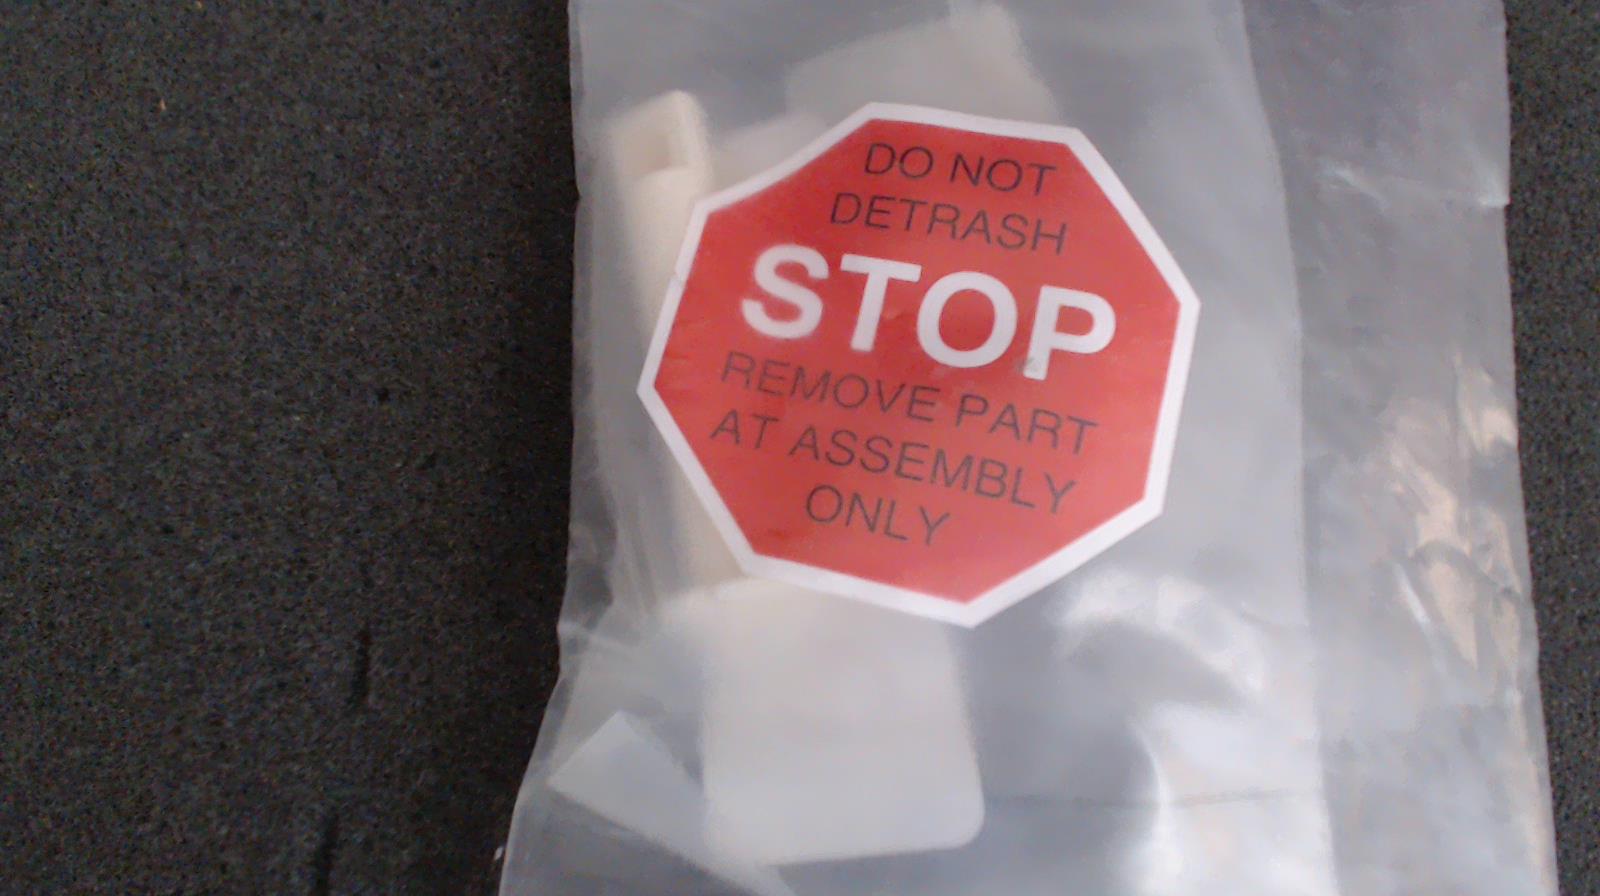 DO NOT
DETRASH
STOP
REMOVE PART
AT ASSEMBLY
ONLY